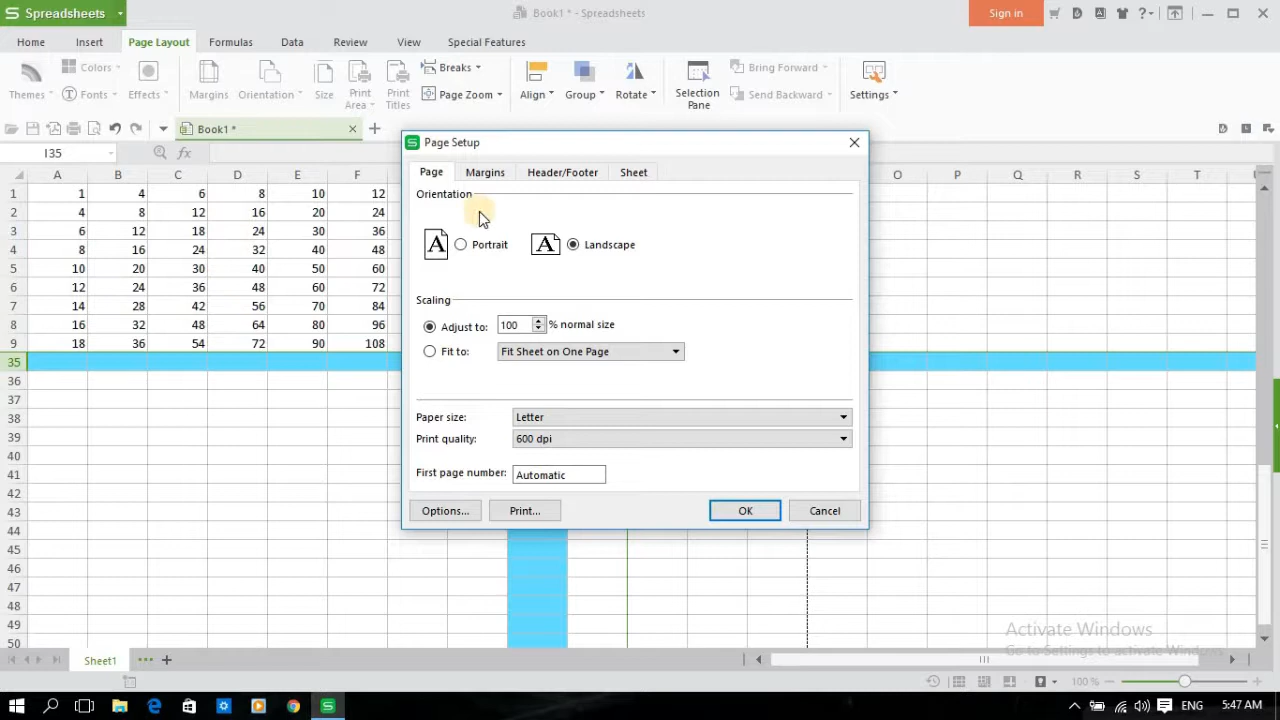 Spreadsheets
Book1 * - Spreadsheets
Sign in
Home Insert Page Layout Formulas Data Review View Special Features
Themes
Colors
Fonts
Effects
Margins
Orientation
Size
Print Area
Print Titles
Breaks
Page Zoom
Align
Group
Rotate
Selection Pane
Bring Forward
Send Backward
Settings
Book1 *
I35
fx
A B C D E F O P Q R S T U
1 1 4 6 8 10 12
2 4 8 12 16 20 24
3 6 12 18 24 30 36
4 8 16 24 32 40 48
5 10 20 30 40 50 60
6 12 24 36 48 60 72
7 14 28 42 56 70 84
8 16 32 48 64 80 96
9 18 36 54 72 90 108
35
36
37
38
39
40
41
42
43
44
45
46
47
48
49
50
Page Setup
Page Margins Header/Footer Sheet
Orientation
A Portrait A Landscape
Scaling
Adjust to: 100 % normal size
Fit to: Fit Sheet on One Page
Paper size: Letter
Print quality: 600 dpi
First page number: Automatic
Options... Print... OK Cancel
Activate Windows
Go to Settings to activate Windows.
Sheet1
100 %
ENG 5:47 AM